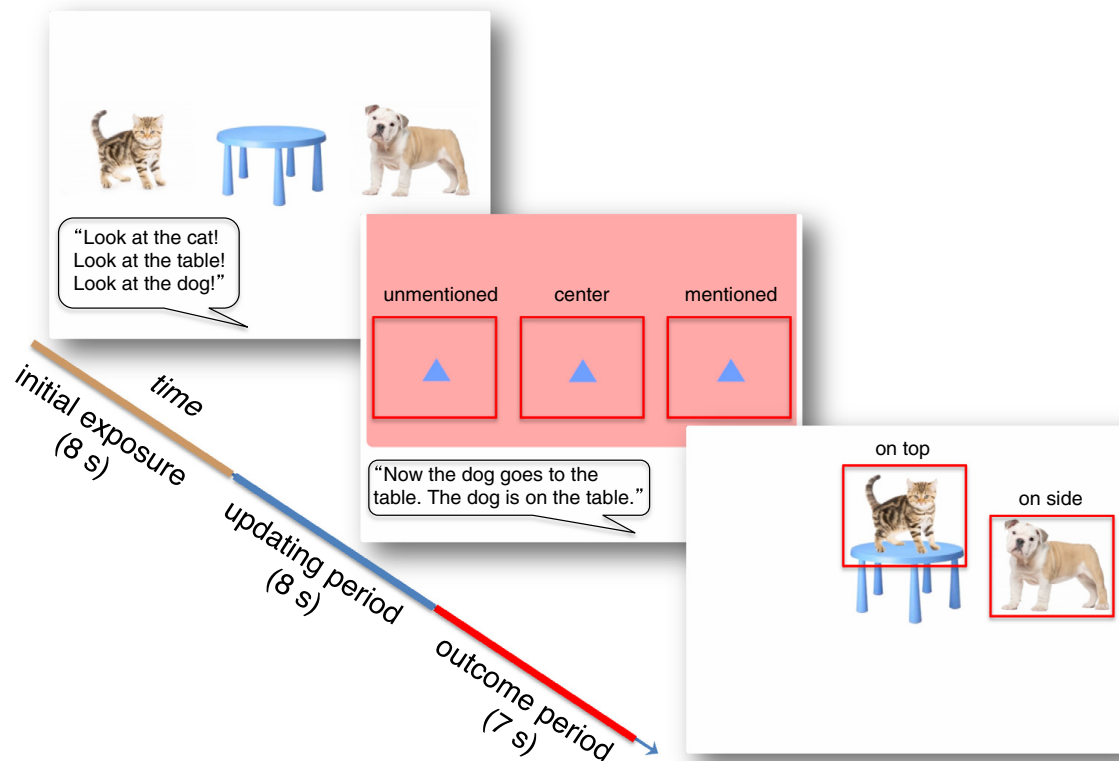 “Look at the cat!
Look at the table!
Look at the dog!”
unmentioned
center
mentioned
“Now the dog goes to the
table. The dog is on the table.”
on top
on side
time
initial exposure
(8 s)
updating period
(8 s)
outcome period
(7 s)